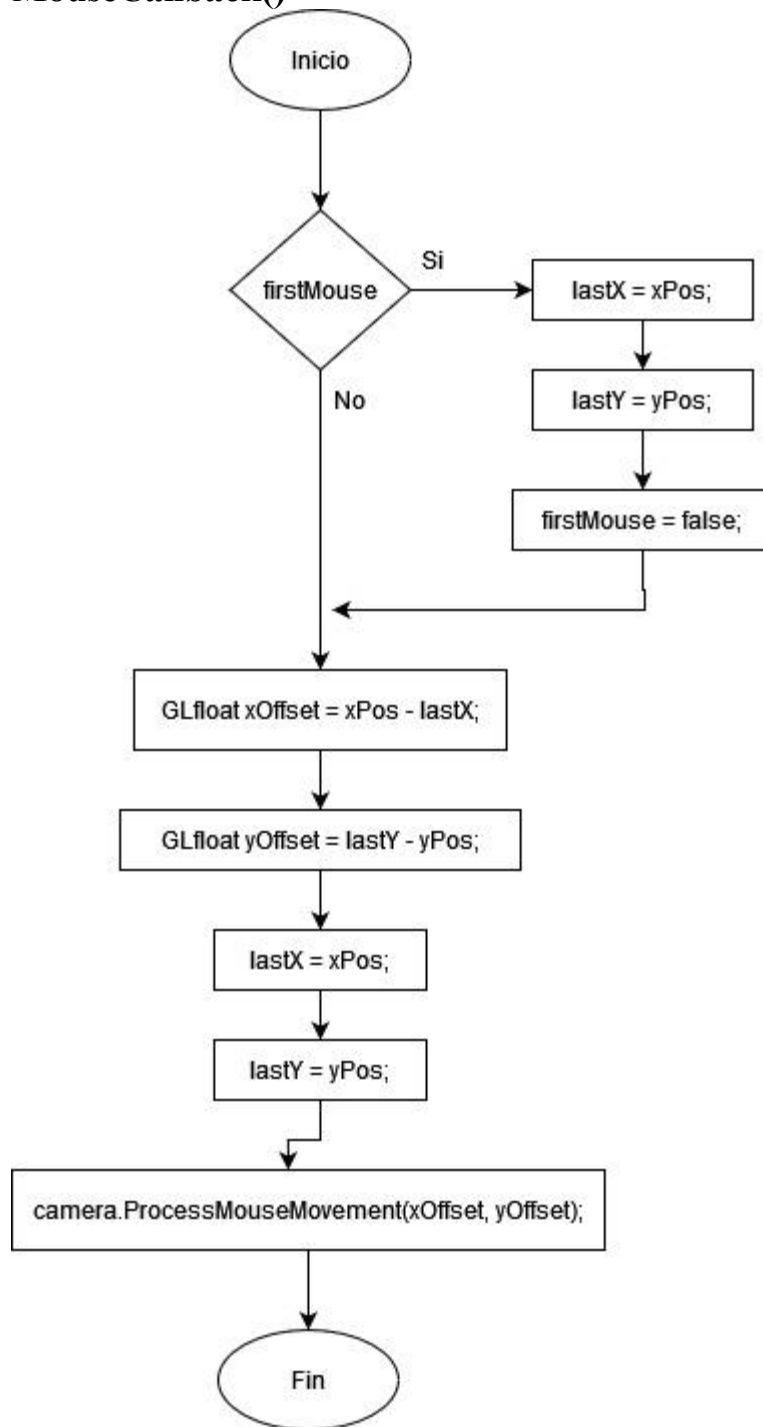 MouseCallback()
Inicio
firstMouse
Si
No
lastX = xPos;
lastY = yPos;
firstMouse = false;
GLfloat xOffset = xPos - lastX;
GLfloat yOffset = lastY - yPos;
lastX = xPos;
lastY = yPos;
camera.ProcessMouseMovement(xOffset, yOffset);
Fin